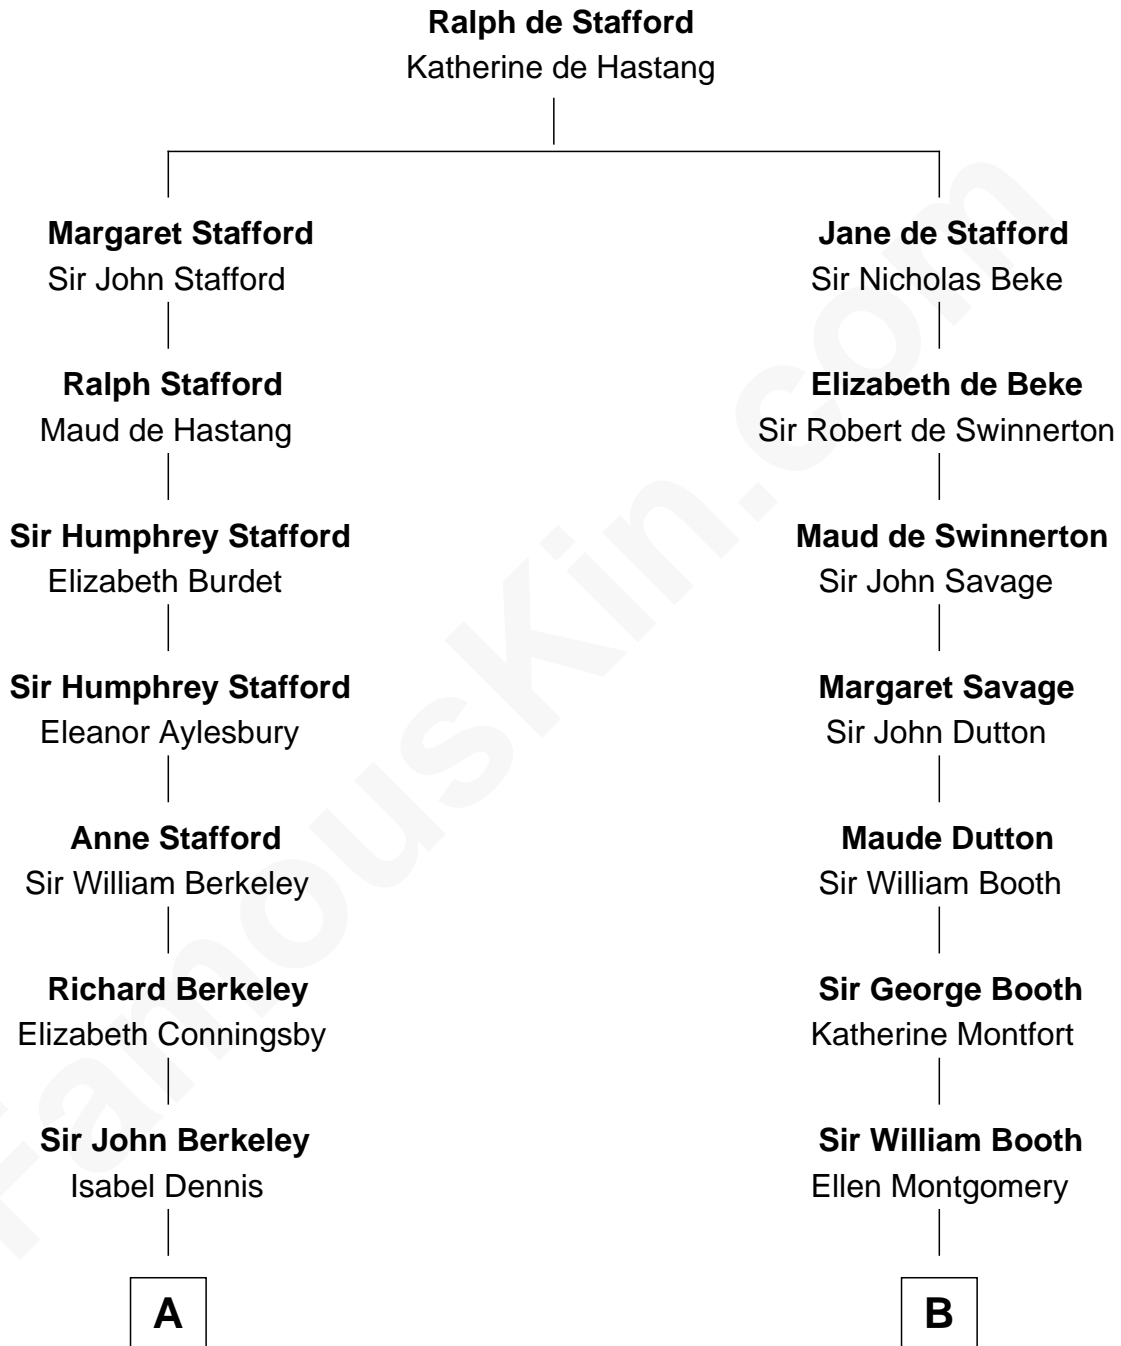 Ralph de Stafford
Katherine de Hastang
Margaret Stafford
Sir John Stafford
Jane de Stafford
Sir Nicholas Beke
Ralph Stafford
Maud de Hastang
Elizabeth de Beke
Sir Robert de Swinnerton
Sir Humphrey Stafford
Elizabeth Burdet
Maud de Swinnerton
Sir John Savage
Sir Humphrey Stafford
Eleanor Aylesbury
Margaret Savage
Sir John Dutton
Anne Stafford
Sir William Berkeley
Maude Dutton
Sir William Booth
Richard Berkeley
Elizabeth Conningsby
Sir George Booth
Katherine Montfort
Sir John Berkeley
Isabel Dennis
Sir William Booth
Ellen Montgomery
A
B
FamousKin.com